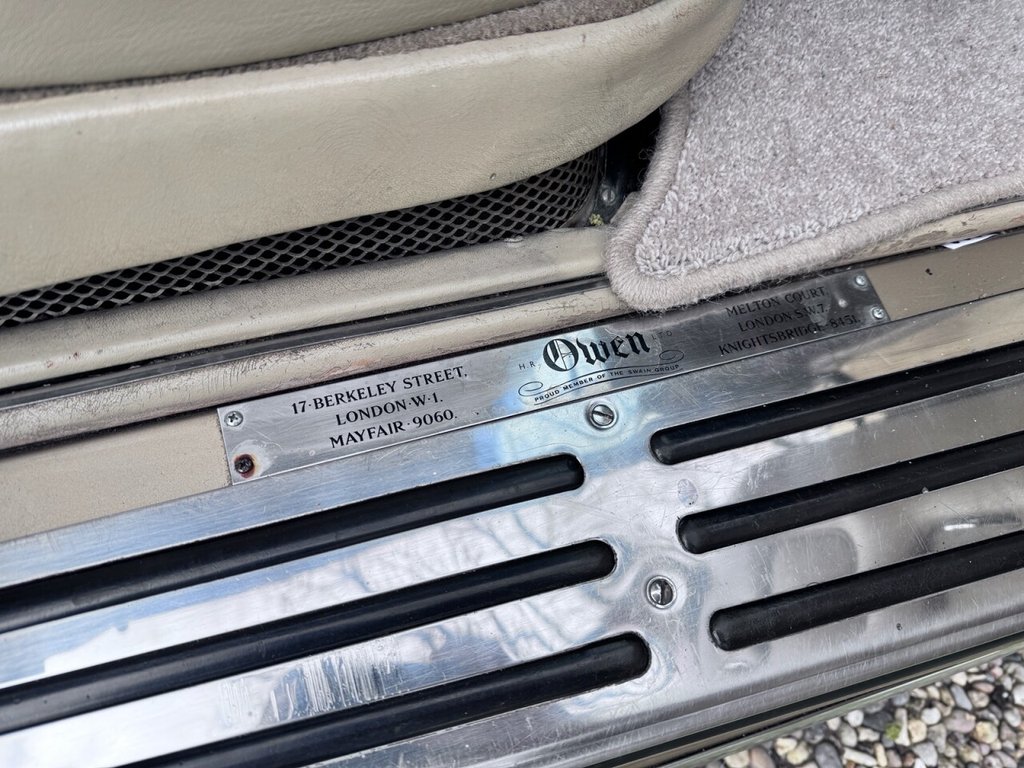 17·BERKELEY STREET,
LONDON·W·1.
MAYFAIR·9060.
H.R. Owen LTD
PROUD MEMBER OF THE SWAIN GROUP
MELTON COURT,
LONDON S.W.7.
KNIGHTSBRIDGE·8451.